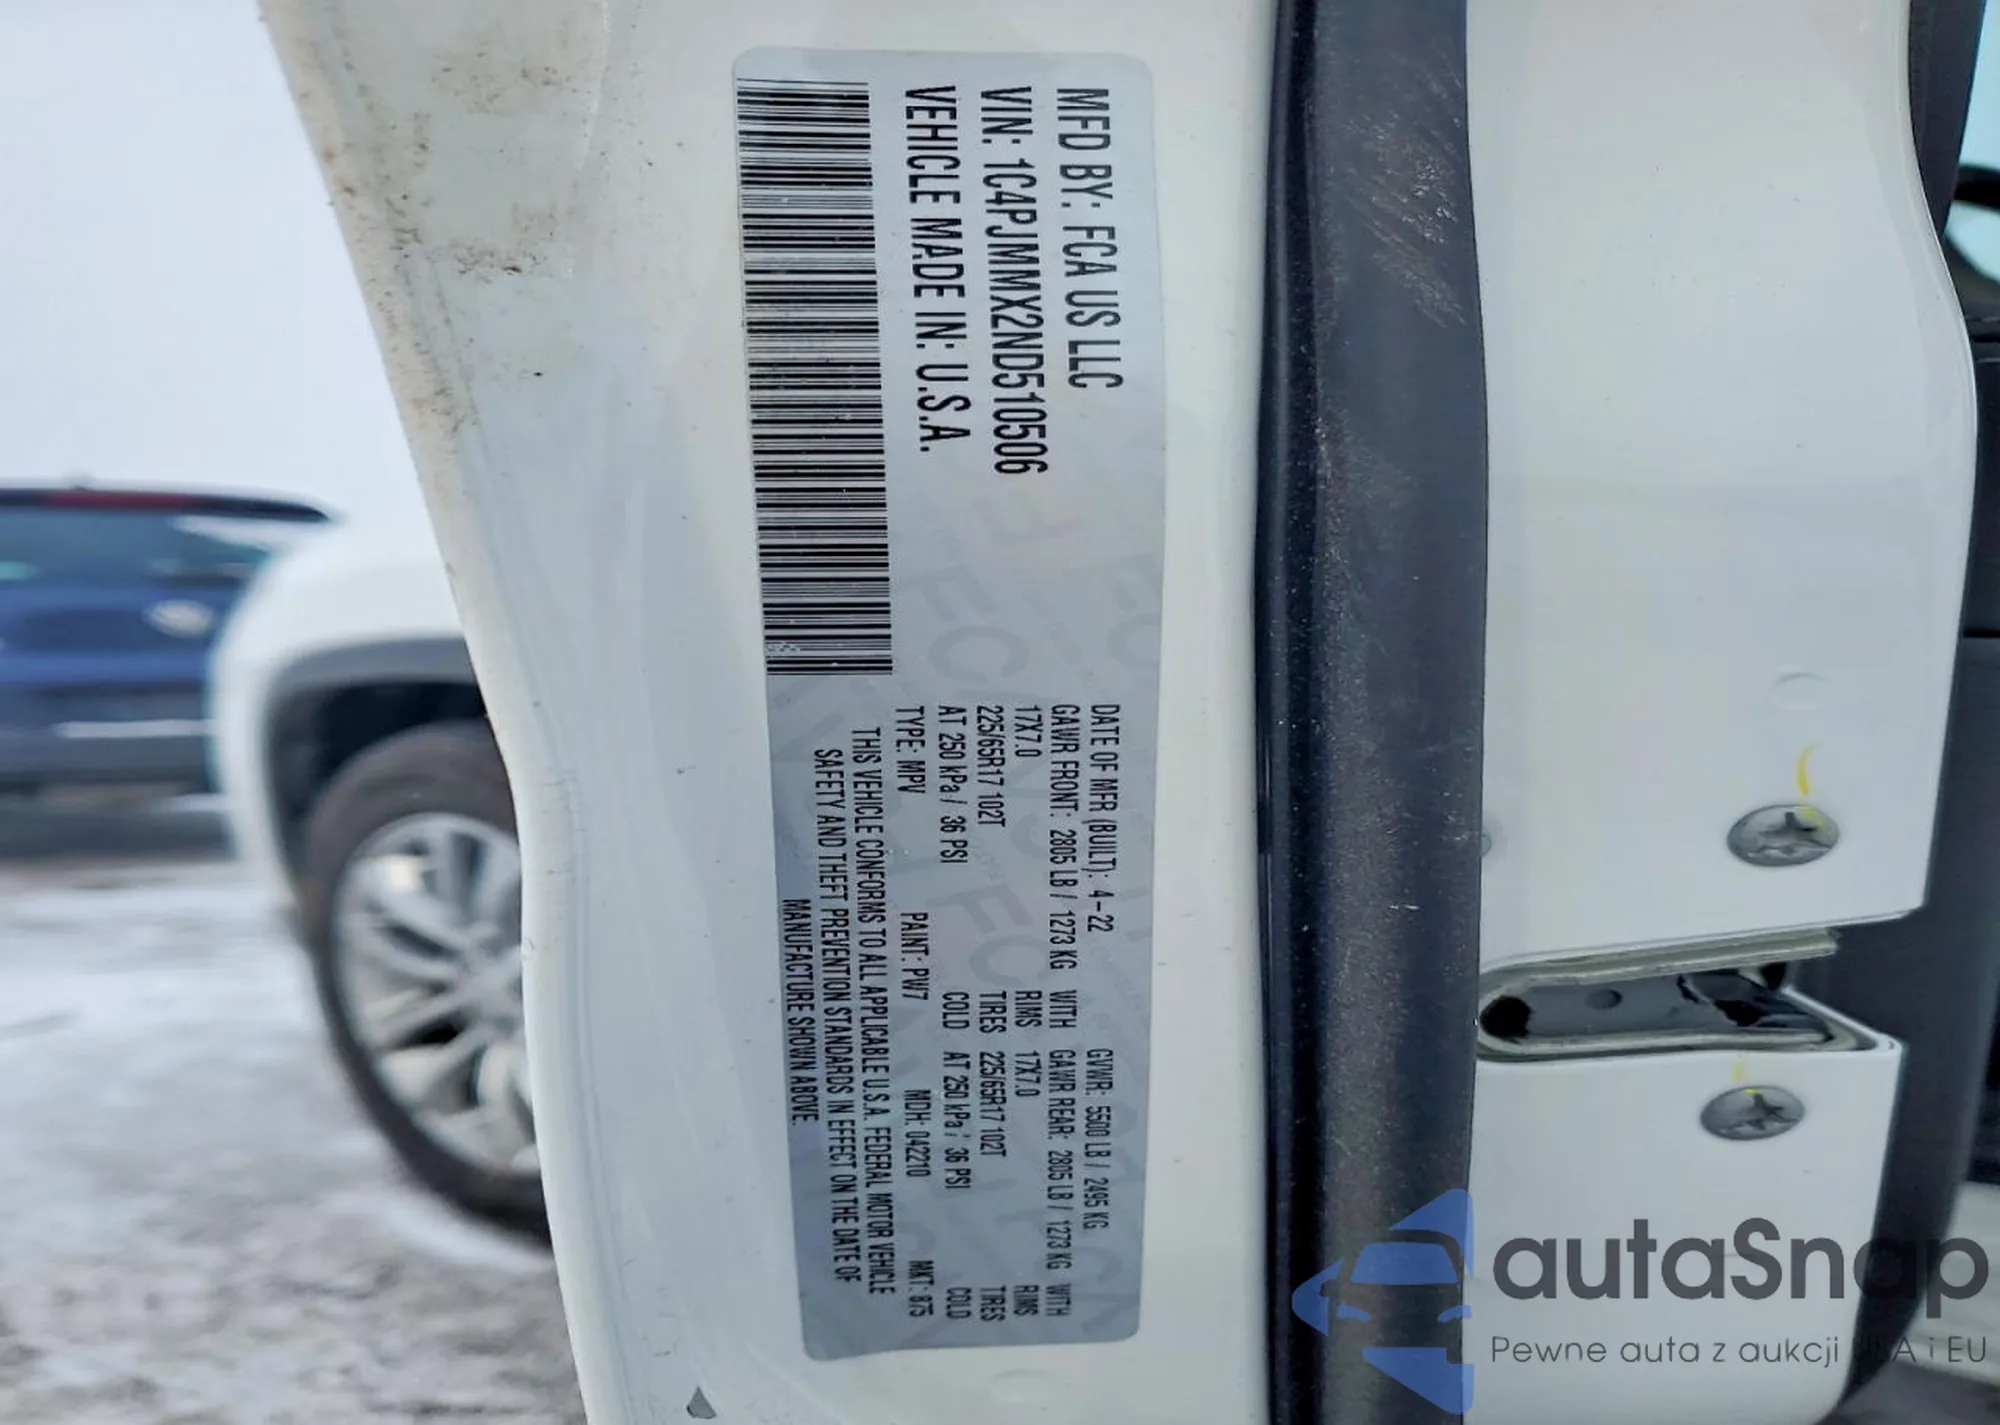 MFD BY: FCA US LLC
VIN: 1C4PJMMX2ND510506
VEHICLE MADE IN: U.S.A.
DATE OF MFR (BULT): 4-22 GVWR: 5500 LB / 2495 KG
GAWR FRONT: 2805 LB / 1273 KG WITH GAWR REAR: 2805 LB / 1273 KG WITH
17X7.0 RIMS 17X7.0 RIMS
225/65R17 102T TIRES 225/65R17 102T TIRES
AT 250 kPa / 36 PSI COLD AT 250 kPa / 36 PSI COLD
TYPE: MPV PAINT: PW7 MDH: 042210 MKT: 875
THIS VEHICLE CONFORMS TO ALL APPLICABLE U.S.A. FEDERAL MOTOR VEHICLE
SAFETY AND THEFT PREVENTION STANDARDS IN EFFECT ON THE DATE OF
MANUFACTURE SHOWN ABOVE.
autaSnap
Pewne auta z aukcji USA i EU